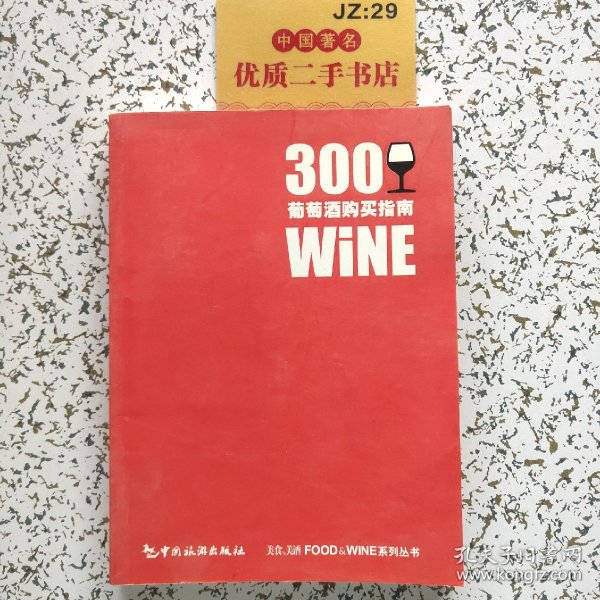 JZ:29
中国著名
优质二手书店
300
葡萄酒购买指南
WiNE
中国旅游出版社
美食&美酒 FOOD & WINE系列丛书
孔夫子旧书网
www.kongfz.com